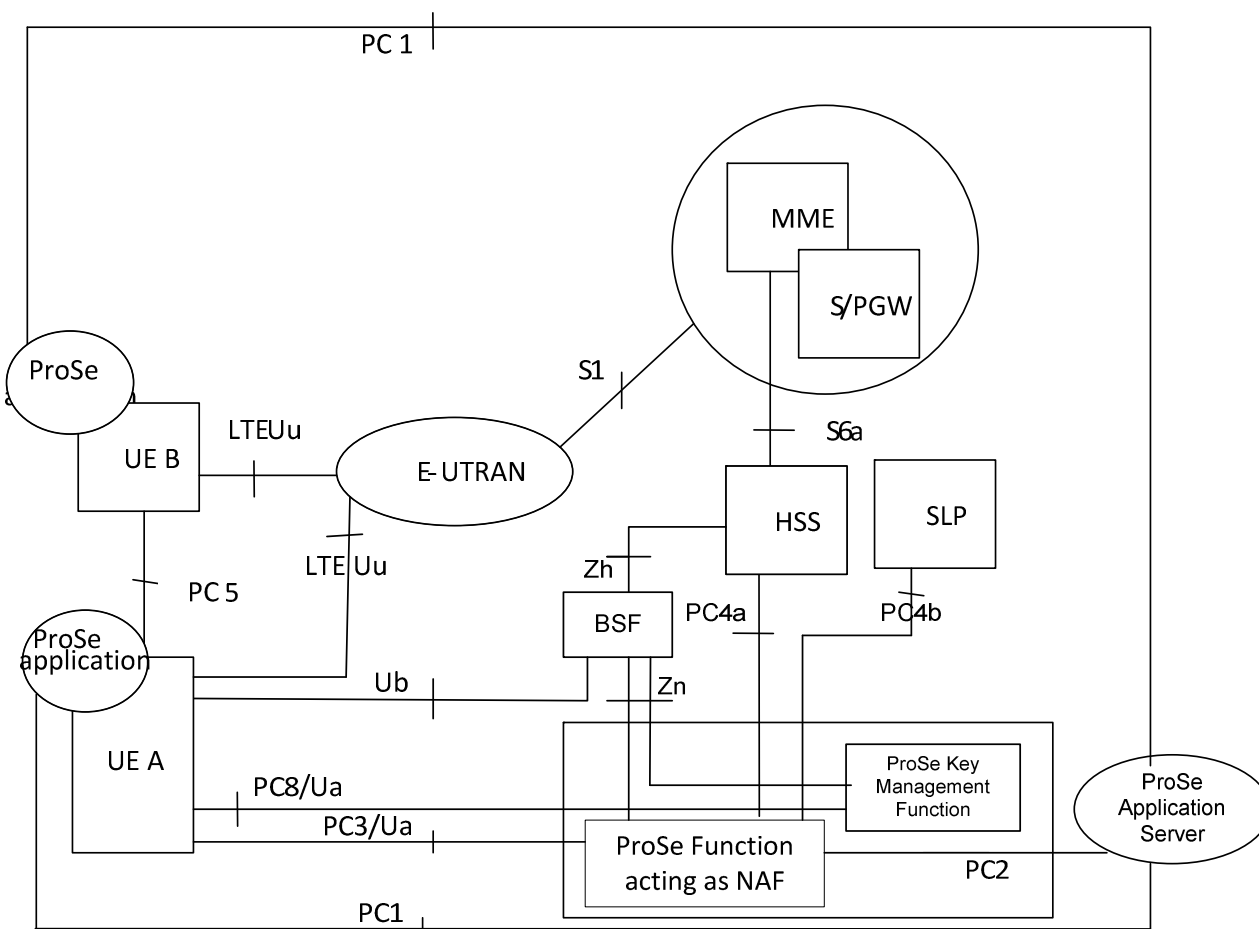 PC 1
MME
S/PGW
S1
ProSe
LTEUu
S6a
UE B
E-UTRAN
HSS
SLP
LTE Uu
Zh
PC 5
BSF
PC4a
PC4b
ProSe
application
Ub
Zn
UE A
ProSe Key
Management
Function
PC8/Ua
ProSe
Application
Server
PC3/Ua
ProSe Function
acting as NAF
PC2
PC1